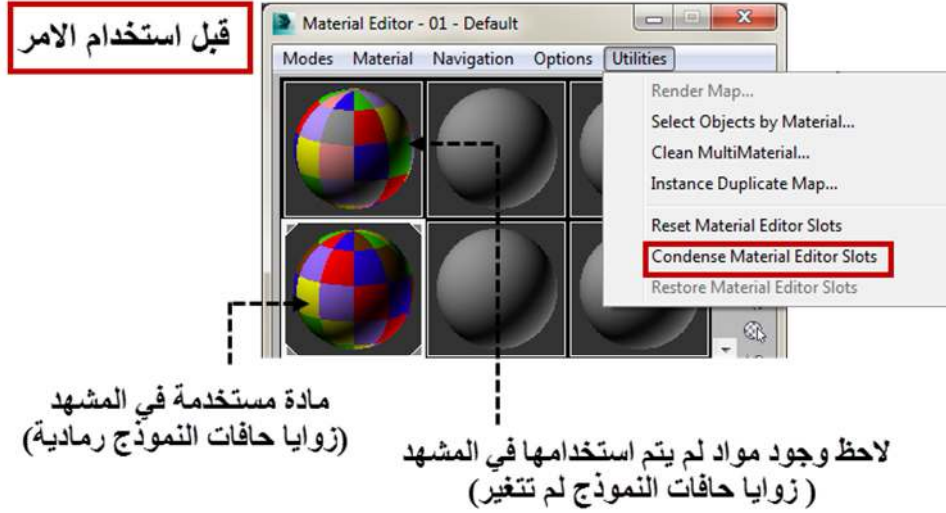 قبل استخدام الامر
Material Editor - 01 - Default
Modes Material Navigation Options Utilities
Render Map...
Select Objects by Material...
Clean MultiMaterial...
Instance Duplicate Map...
Reset Material Editor Slots
Condense Material Editor Slots
Restore Material Editor Slots
مادة مستخدمة في المشهد
(زوايا حافات النموذج رمادية)
لاحظ وجود مواد لم يتم استخدامها في المشهد
( زوايا حافات النموذج لم تتغير)